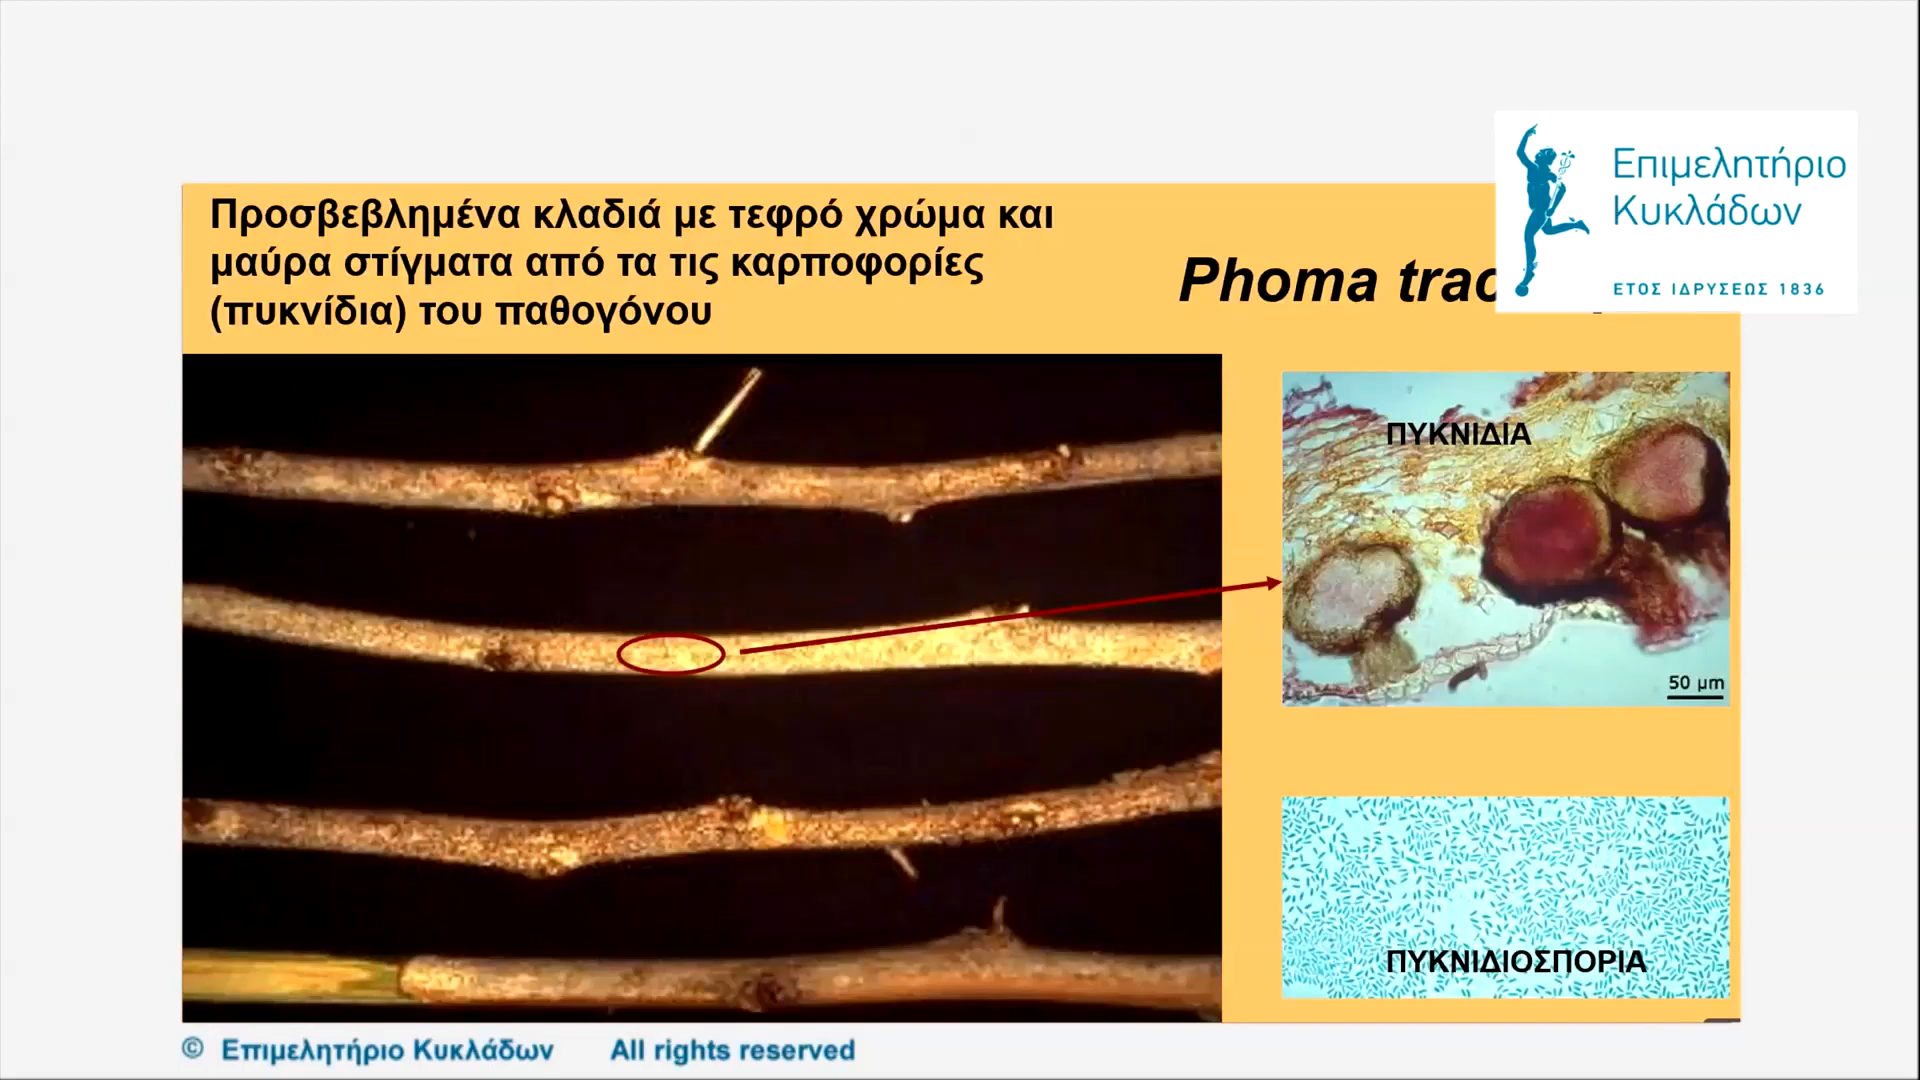 Επιμελητήριο
Κυκλάδων
ΕΤΟΣ ΙΔΡΥΣΕΩΣ 1836
Προσβεβλημένα κλαδιά με τεφρό χρώμα και
μαύρα στίγματα από τα τις καρποφορίες
(πυκνίδια) του παθογόνου
Phoma
ΠΥΚΝΙΔΙΑ
50 μm
ΠΥΚΝΙΔΙΟΣΠΟΡΙΑ
© Επιμελητήριο Κυκλάδων All rights reserved